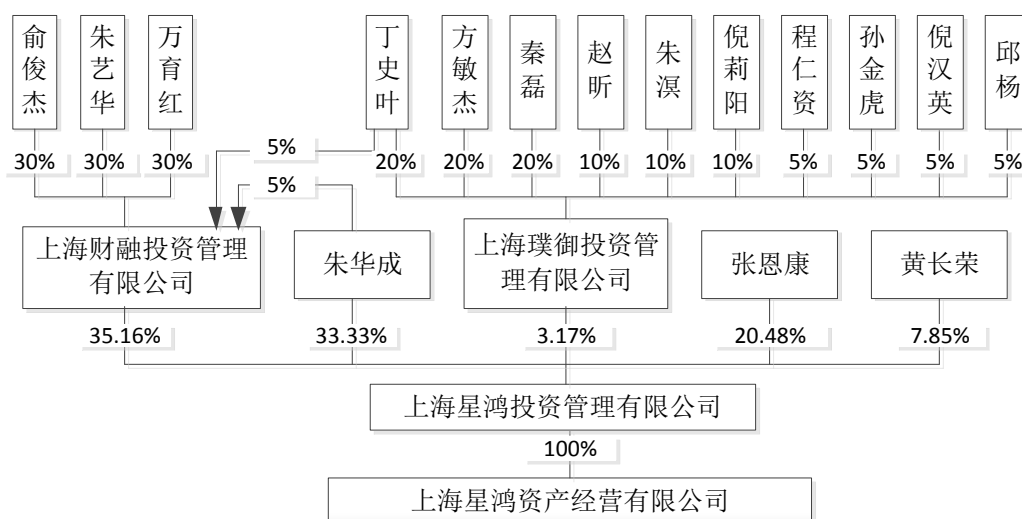 俞俊杰
朱艺华
万育红
丁史叶
方敏杰
秦磊
赵昕
朱溟
倪莉阳
程仁资
孙金虎
倪汉英
邱杨
30%
30%
30%
5%
20%
20%
20%
10%
10%
10%
5%
5%
5%
5%
5%
上海财融投资管理
有限公司
朱华成
上海璞御投资管
理有限公司
张恩康
黄长荣
35.16%
33.33%
3.17%
20.48%
7.85%
上海星鸿投资管理有限公司
100%
上海星鸿资产经营有限公司